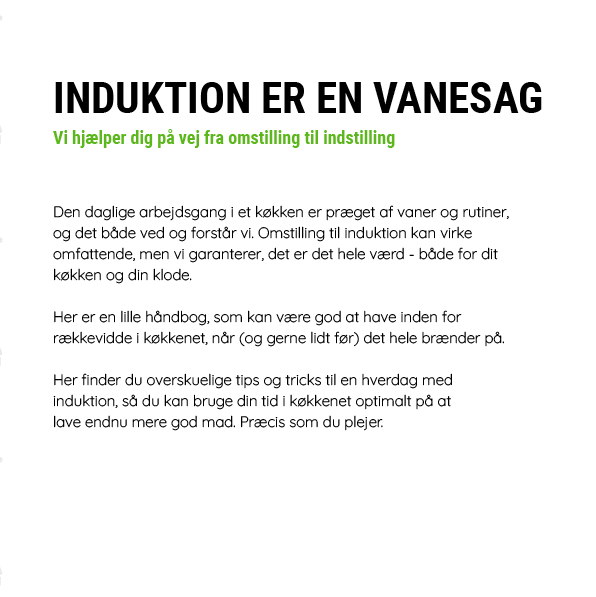 INDUKTION ER EN VANESAG
Vi hjælper dig på vej fra omstilling til indstilling
Den daglige arbejdsgang i et køkken er præget af vaner og rutiner,
og det både ved og forstår vi. Omstilling til induktion kan virke
omfattende, men vi garanterer, det er det hele værd - både for dit
køkken og din klode.
Her er en lille håndbog, som kan være god at have inden for
rækkevidde i køkkenet, når (og gerne lidt før) det hele brænder på.
Her finder du overskuelige tips og tricks til en hverdag med
induktion, så du kan bruge din tid i køkkenet optimalt på at
lave endnu mere god mad. Præcis som du plejer.